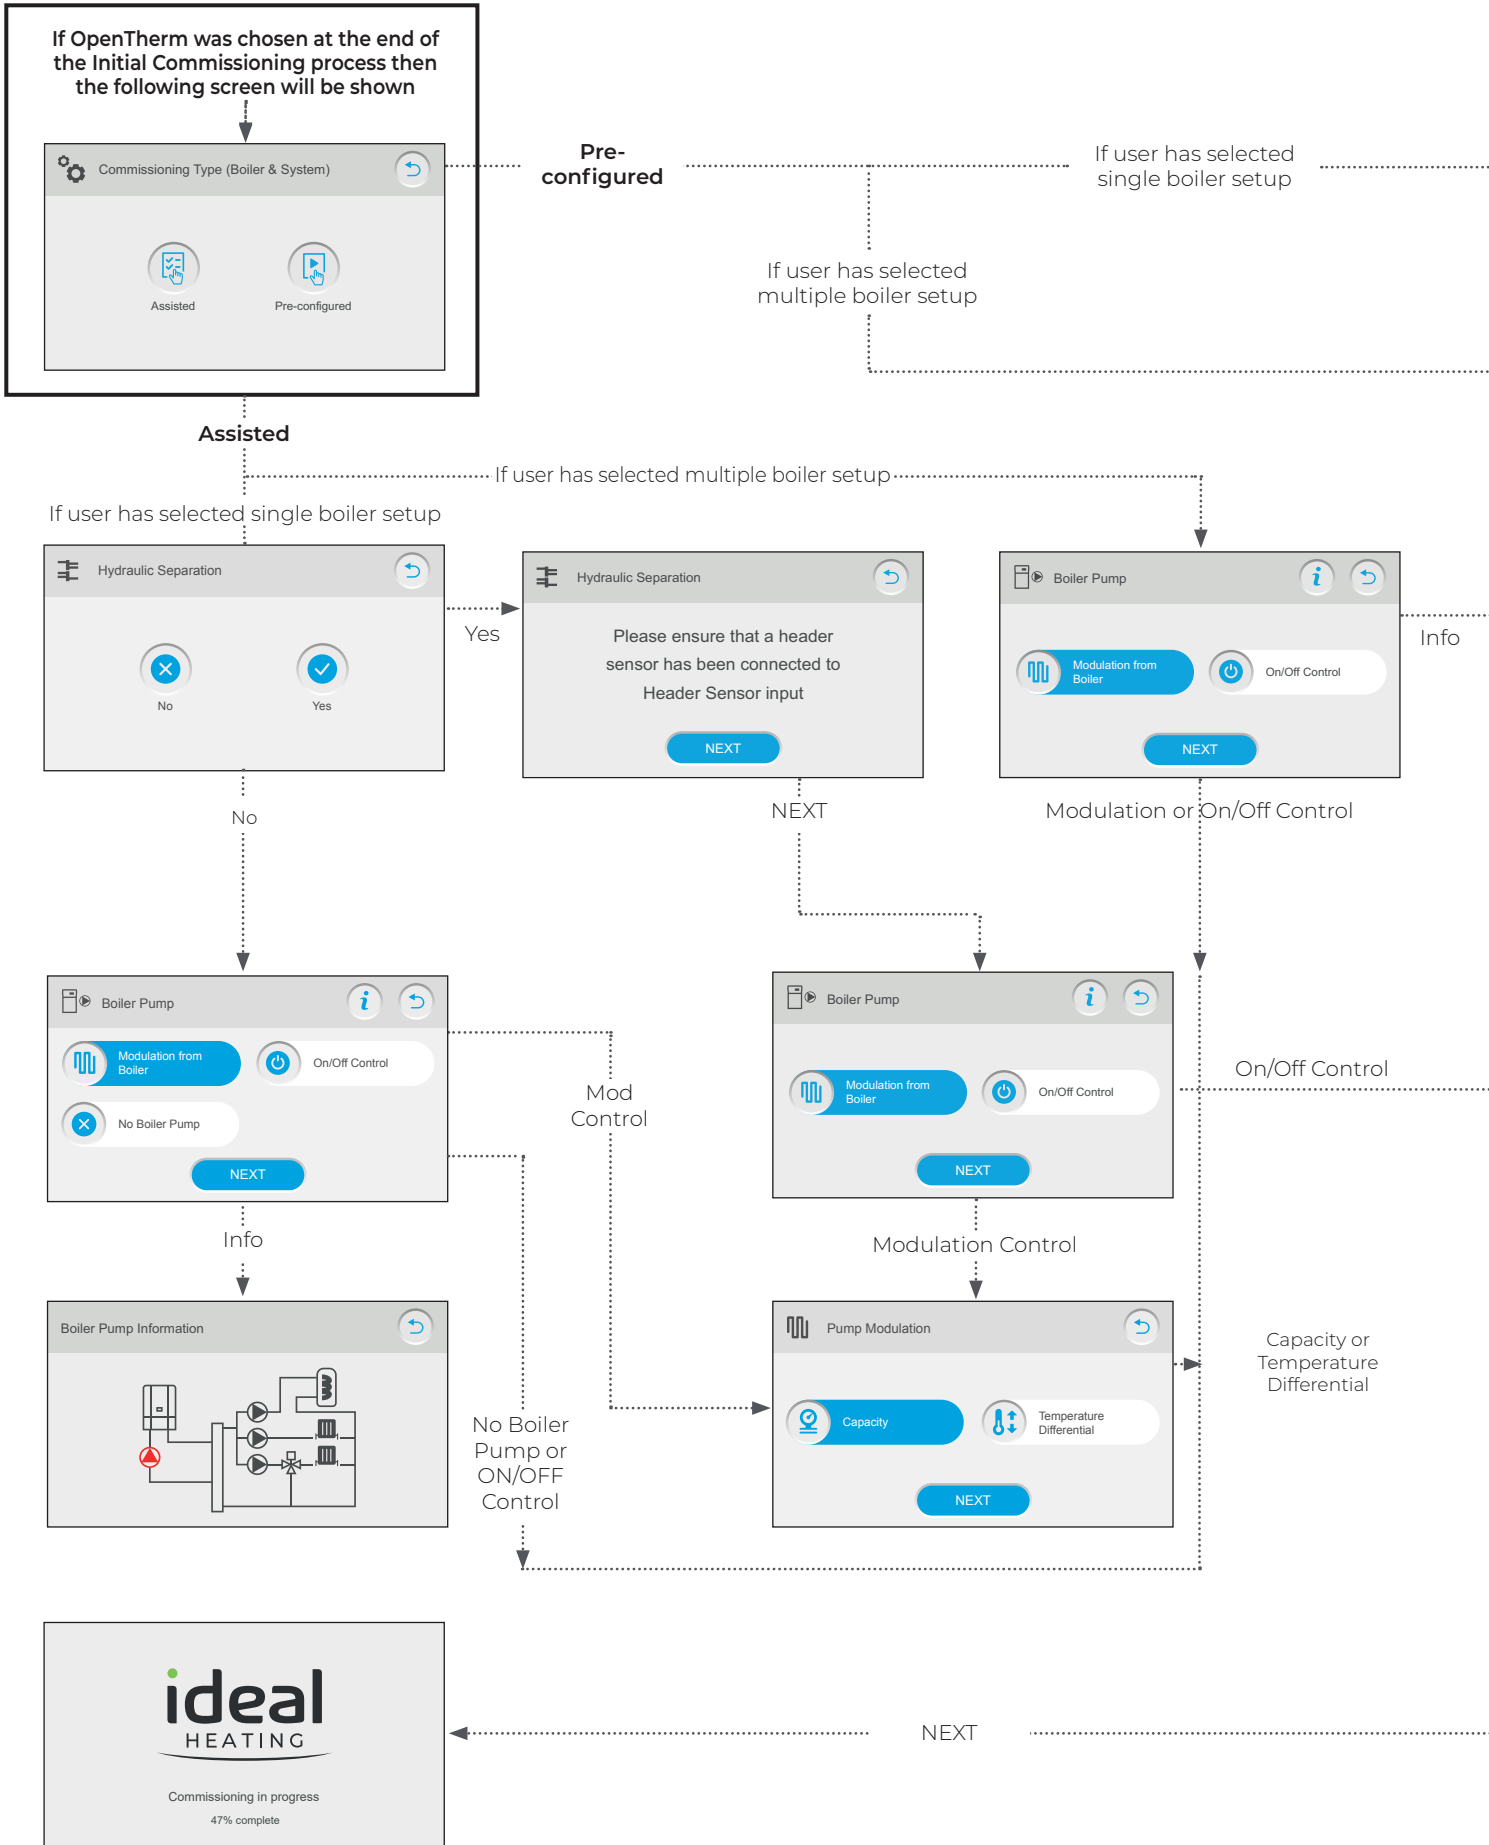 If OpenTherm was chosen at the end of
the Initial Commissioning process then
the following screen will be shown
Commissioning Type (Boiler & System)
Assisted
Pre-configured
Pre-
configured
If user has selected
single boiler setup
If user has selected
multiple boiler setup
Assisted
If user has selected multiple boiler setup
If user has selected single boiler setup
Hydraulic Separation
No
Yes
Yes
Hydraulic Separation
Please ensure that a header
sensor has been connected to
Header Sensor input
NEXT
i
Boiler Pump
Modulation from
Boiler
On/Off Control
NEXT
Info
No
NEXT
Modulation or On/Off Control
Boiler Pump
i
Modulation from
Boiler
On/Off Control
No Boiler Pump
NEXT
Mod
Control
Boiler Pump
i
Modulation from
Boiler
On/Off Control
NEXT
On/Off Control
Info
Modulation Control
Boiler Pump Information
No Boiler
Pump or
ON/OFF
Control
Pump Modulation
Capacity
Temperature
Differential
NEXT
Capacity or
Temperature
Differential
ideal
HEATING
Commissioning in progress
47% complete
NEXT